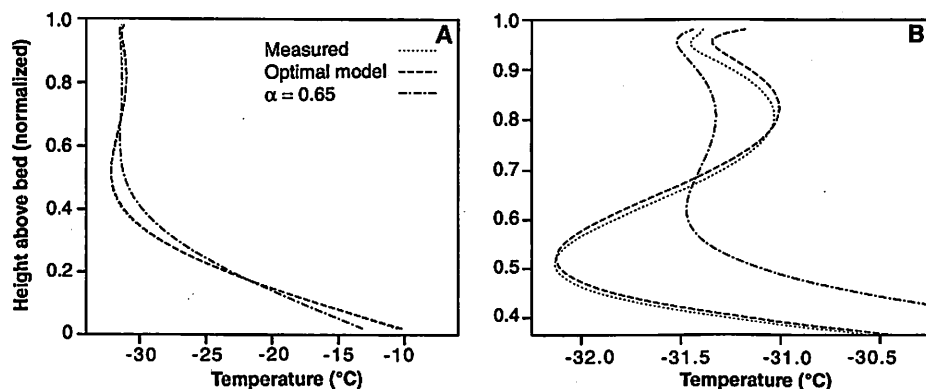 A
Measured
Optimal model
α = 0.65
Height above bed (normalized)
1.0
0.8
0.6
0.4
0.2
0
-30
-25
-20
-15
-10
Temperature (°C)
B
1.0
0.9
0.8
0.7
0.6
0.5
0.4
-32.0
-31.5
-31.0
-30.5
Temperature (°C)